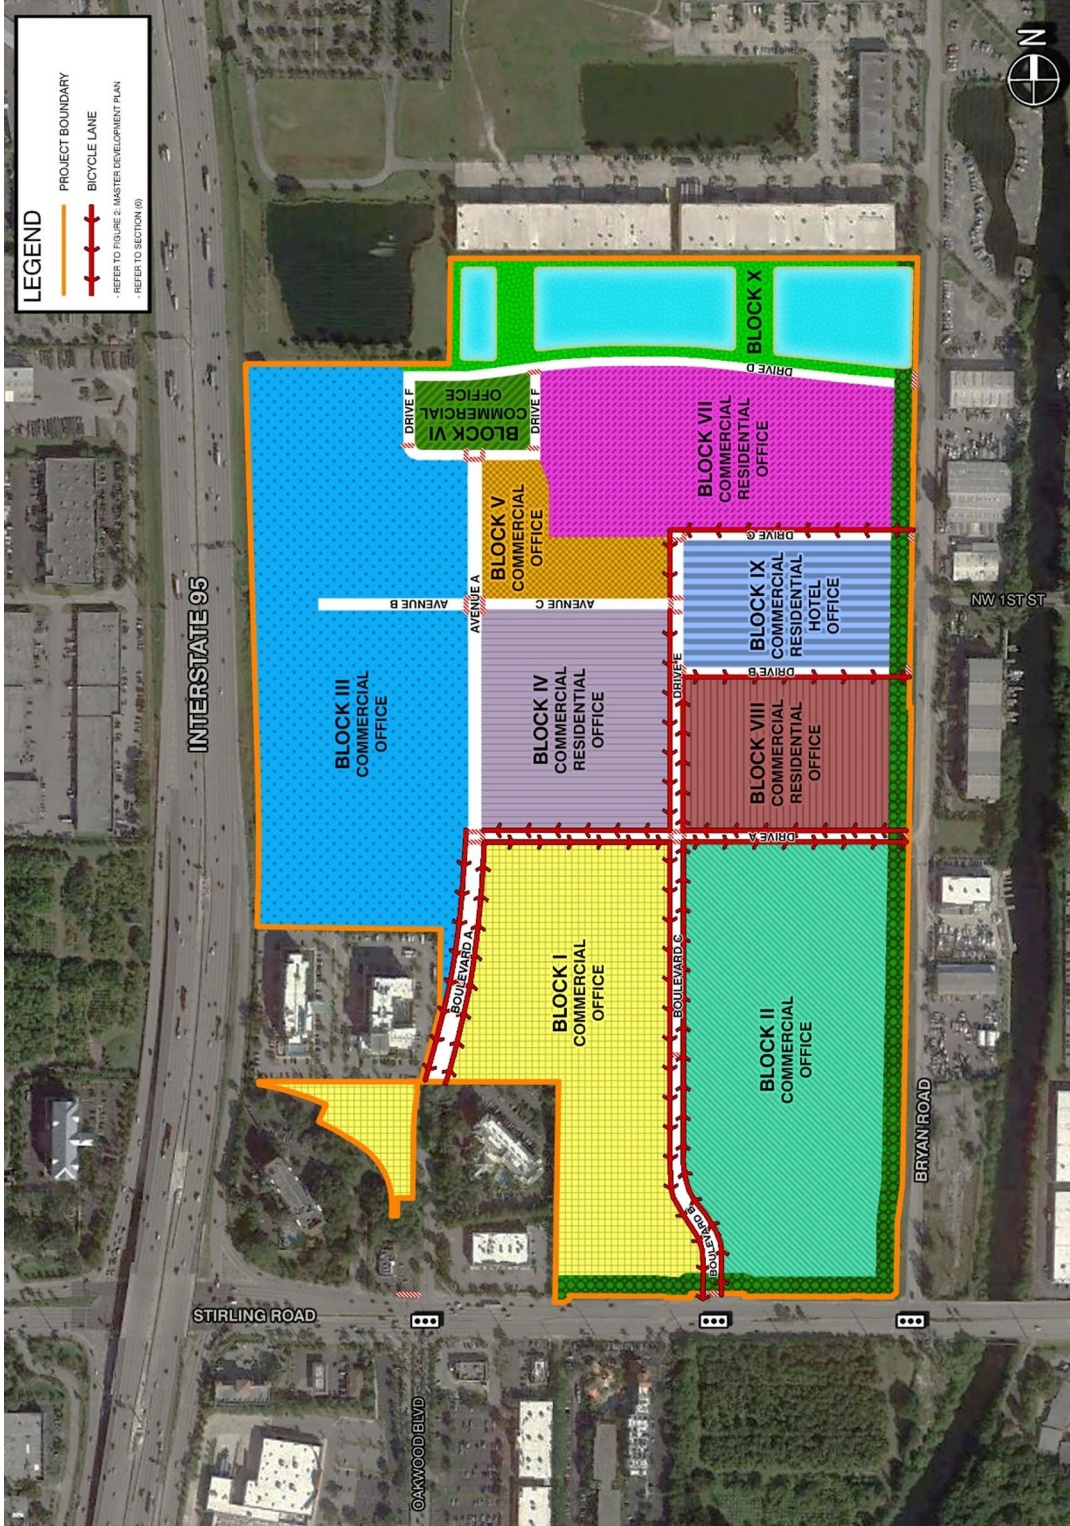 LEGEND
PROJECT BOUNDARY
BICYCLE LANE
- REFER TO FIGURE 2: MASTER DEVELOPMENT PLAN
- REFER TO SECTION (6)
N
INTERSTATE 95
BLOCK III
COMMERCIAL
OFFICE
DRIVE F
BLOCK VI
COMMERCIAL
OFFICE
DRIVE F
BLOCK X
DRIVE D
AVENUE B
AVENUE A
AVENUE C
BLOCK V
COMMERCIAL
OFFICE
BLOCK VII
COMMERCIAL
RESIDENTIAL
OFFICE
BLOCK IV
COMMERCIAL
RESIDENTIAL
OFFICE
DRIVE E
DRIVE G
BLOCK IX
COMMERCIAL
RESIDENTIAL
HOTEL
OFFICE
DRIVE B
BLOCK VIII
COMMERCIAL
RESIDENTIAL
OFFICE
DRIVE A
NW 1ST ST
BOULEVARD A
BLOCK I
COMMERCIAL
OFFICE
BOULEVARD C
BLOCK II
COMMERCIAL
OFFICE
BOULEVARD B
BRYAN ROAD
STIRLING ROAD
OAKWOOD BLVD